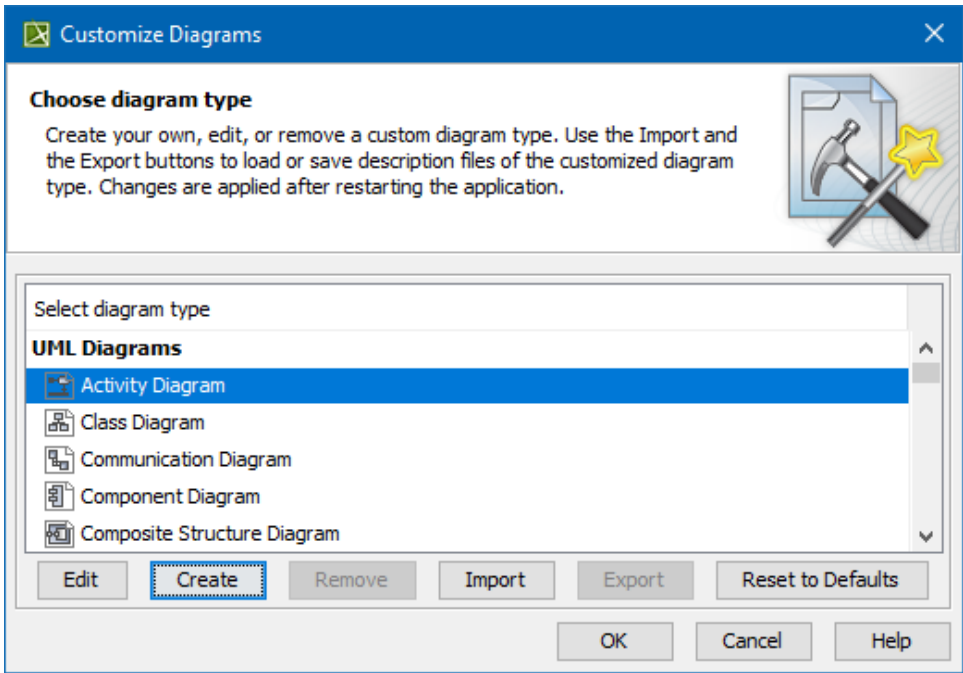 Customize Diagrams
Choose diagram type
Create your own, edit, or remove a custom diagram type. Use the Import and
the Export buttons to load or save description files of the customized diagram
type. Changes are applied after restarting the application.
Select diagram type
UML Diagrams
Activity Diagram
Class Diagram
Communication Diagram
Component Diagram
Composite Structure Diagram
Edit Create Remove Import Export Reset to Defaults
OK Cancel Help